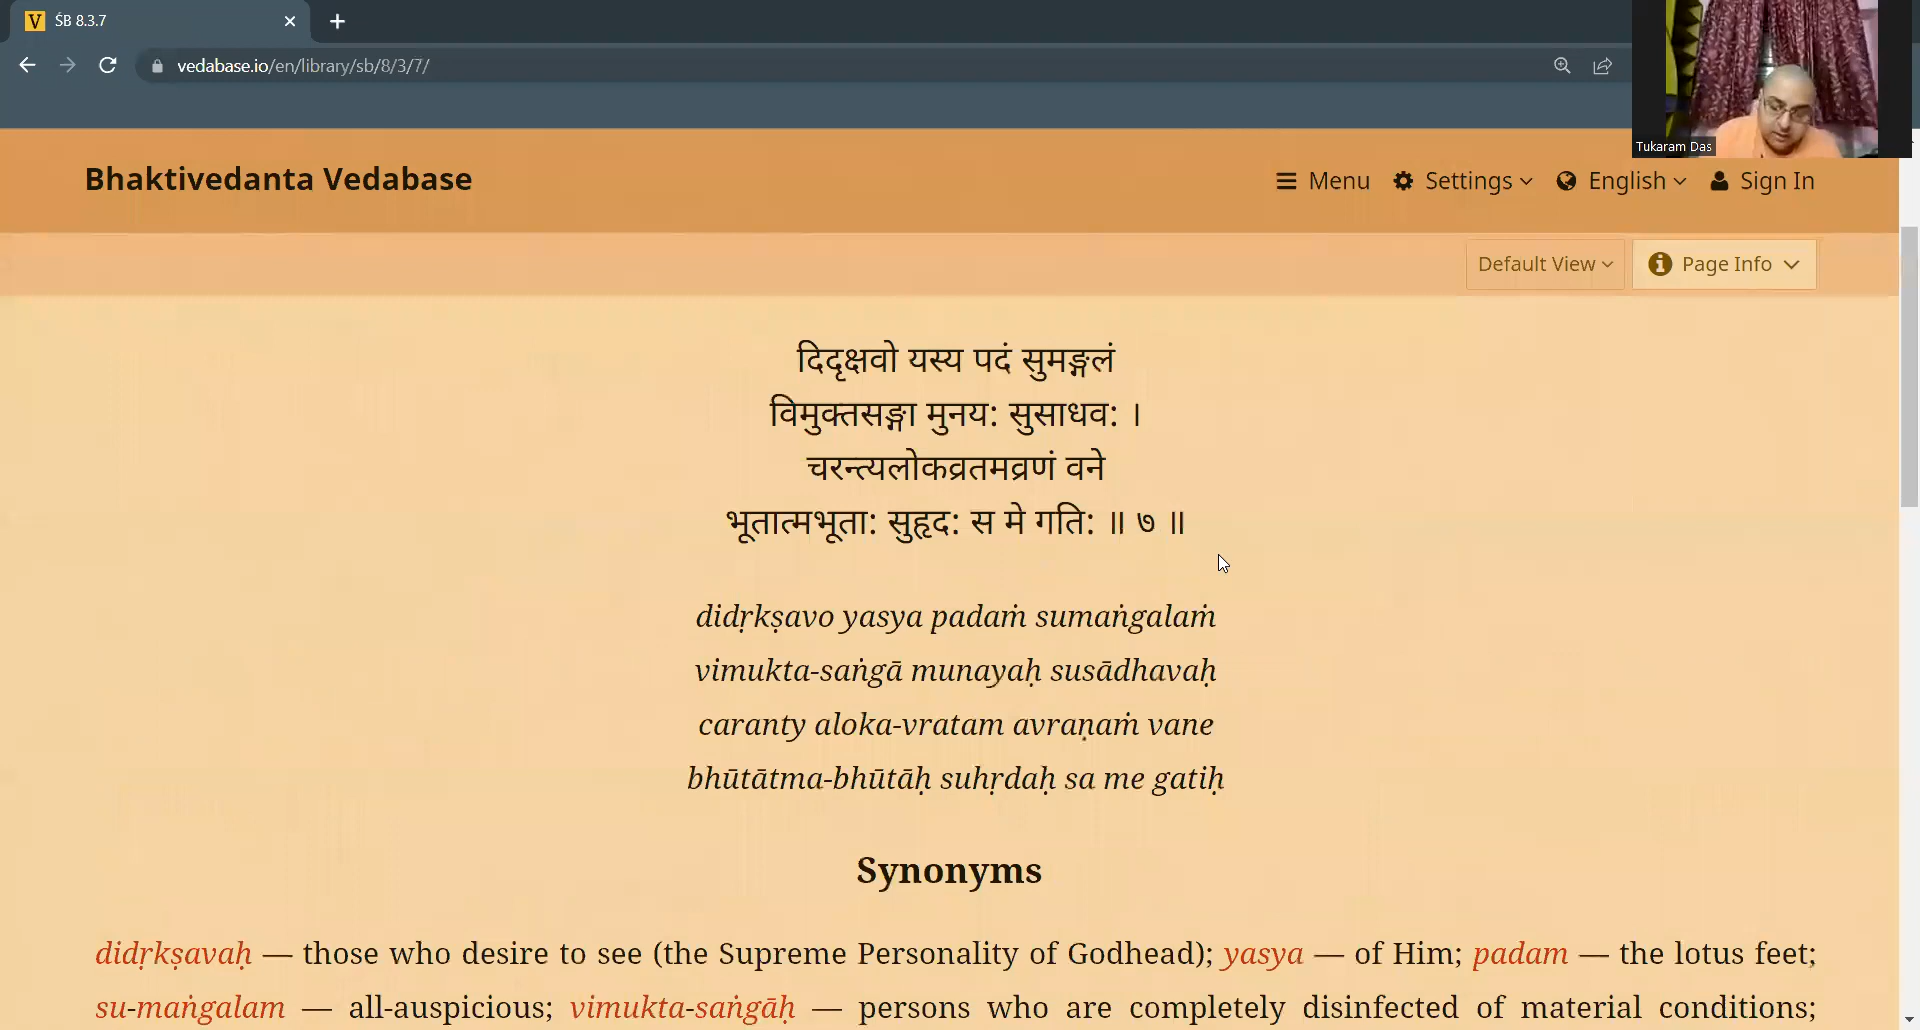 ŚB 8.3.7
vedabase.io/en/library/sb/8/3/7/
Tukaram Das
Bhaktivedanta Vedabase
Menu Settings English Sign In
Default View Page Info
दिदृक्षवो यस्य पदं सुमङ्गलं
विमुक्तसङ्गा मुनय: सुसाधव: ।
चरन्त्यलोकव्रतमव्रणं वने
भूतात्मभूता: सुहृद: स मे गति: ॥ ७ ॥
didṛkṣavo yasya padaṁ sumaṅgalaṁ
vimukta-saṅgā munayaḥ susādhavaḥ
caranty aloka-vratam avraṇaṁ vane
bhūtātma-bhūtāḥ suhṛdaḥ sa me gatiḥ
Synonyms
didṛkṣavaḥ — those who desire to see (the Supreme Personality of Godhead); yasya — of Him; padam — the lotus feet;
su-maṅgalam — all-auspicious; vimukta-saṅgāḥ — persons who are completely disinfected of material conditions;